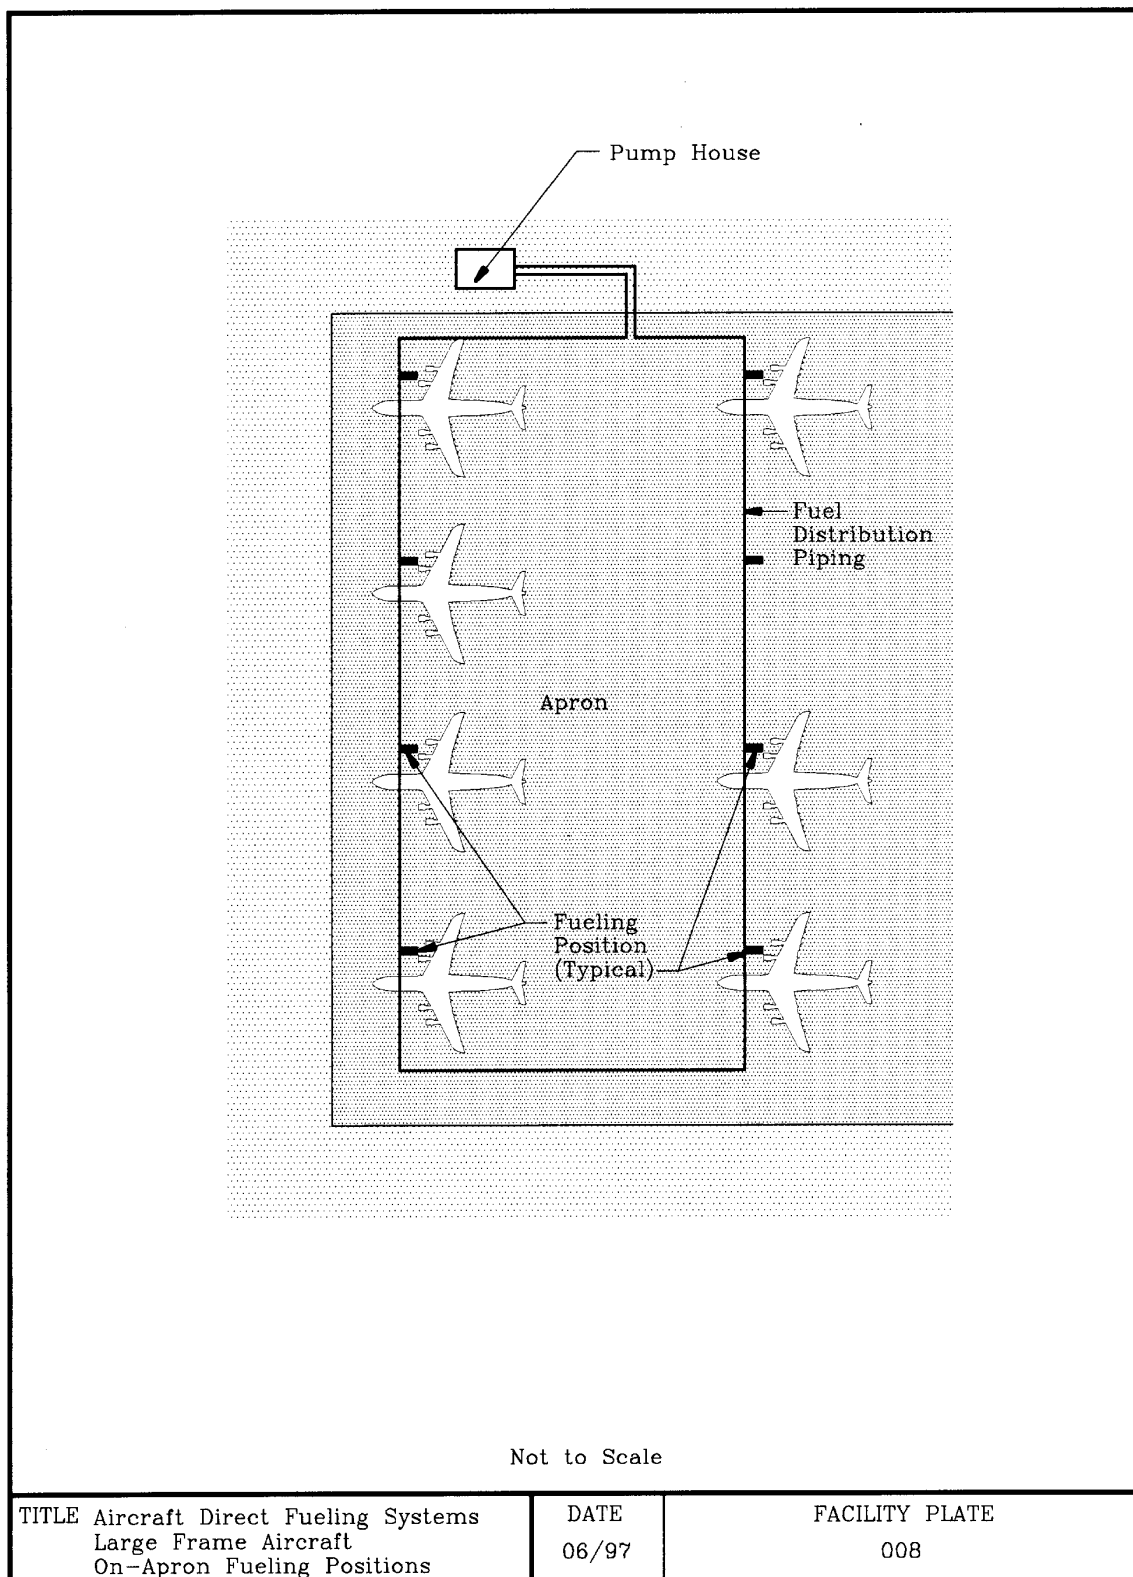 Pump House
Fuel
Distribution
Piping
Apron
Fueling
Position
(Typical)
Not to Scale
TITLE Aircraft Direct Fueling Systems
Large Frame Aircraft
On-Apron Fueling Positions
DATE
06/97
FACILITY PLATE
008